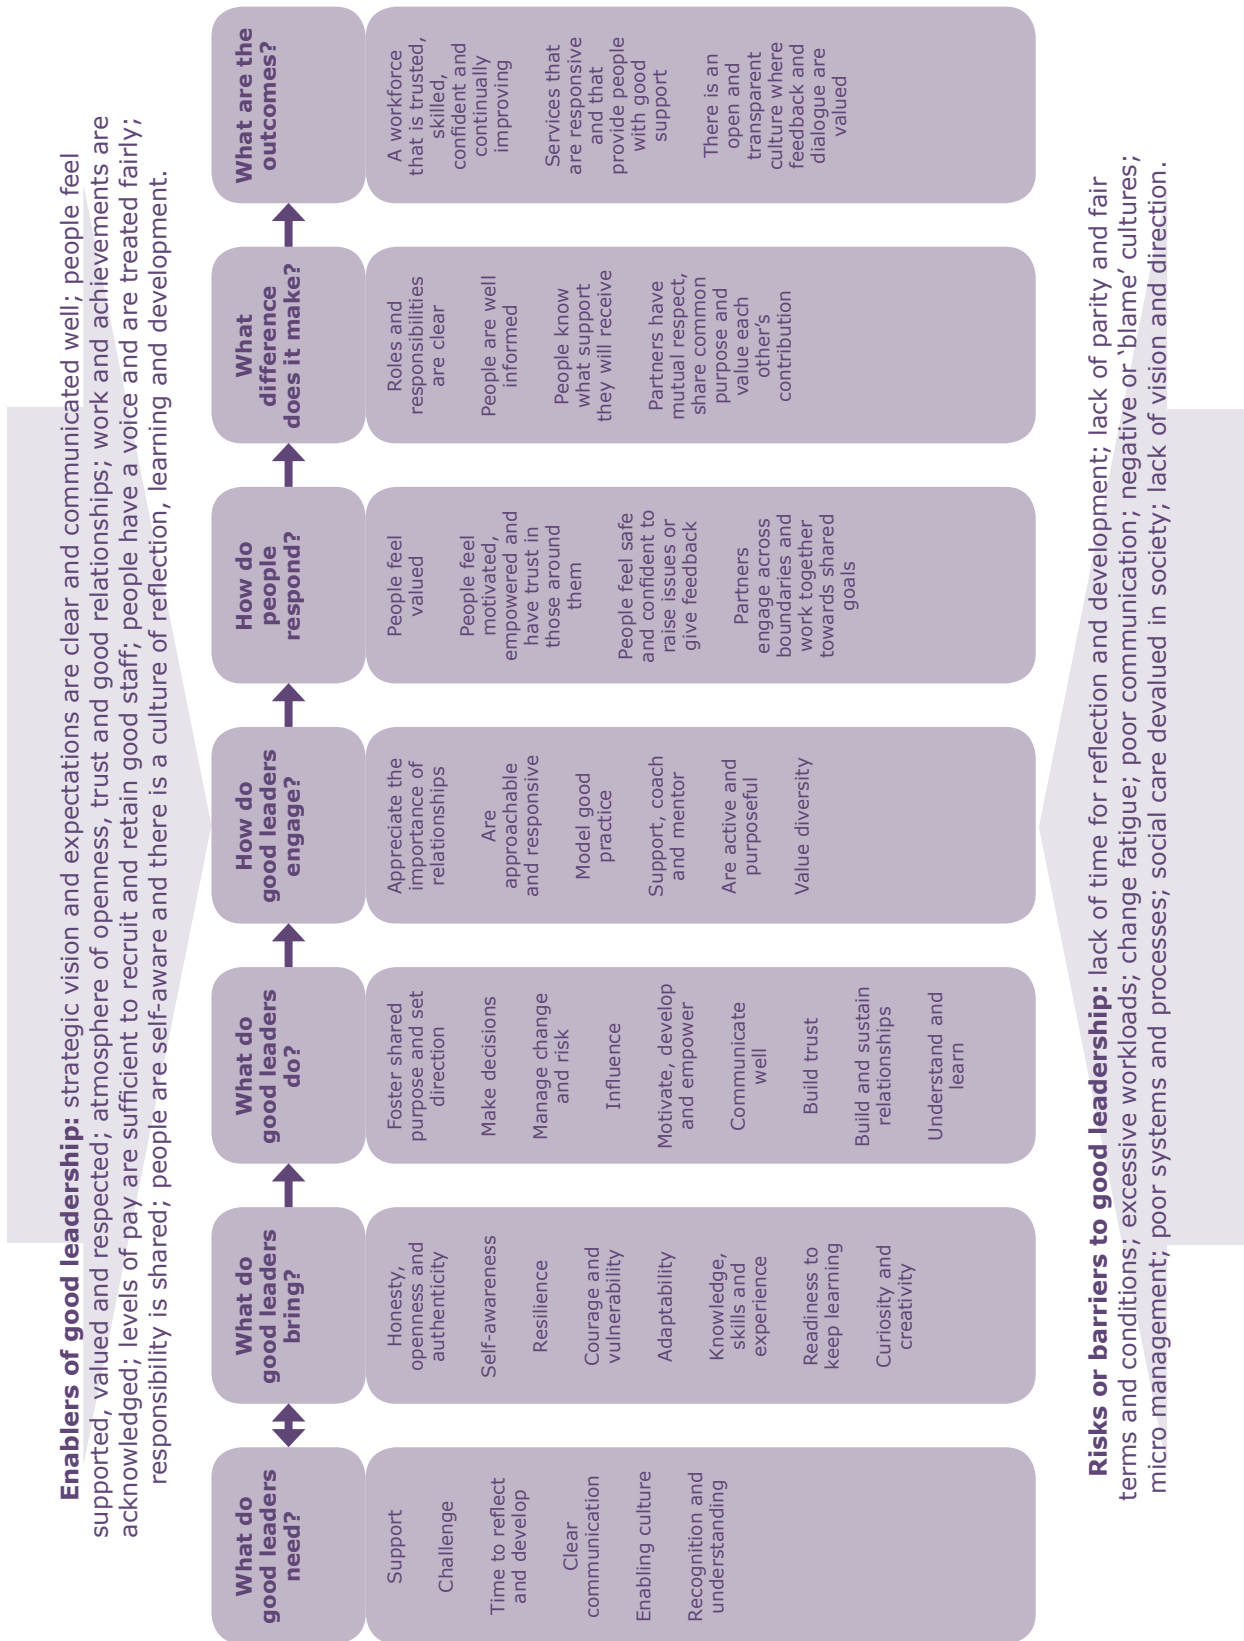 Enablers of good leadership: strategic vision and expectations are clear and communicated well; people feel
supported, valued and respected; atmosphere of openness, trust and good relationships; work and achievements are
acknowledged; levels of pay are sufficient to recruit and retain good staff; people have a voice and are treated fairly;
responsibility is shared; people are self-aware and there is a culture of reflection, learning and development.
What do
good leaders
need?
Support
Challenge
Time to reflect
and develop
Clear
communication
Enabling culture
Recognition and
understanding
What do
good leaders
bring?
Honesty,
openness and
authenticity
Self-awareness
Resilience
Courage and
vulnerability
Adaptability
Knowledge,
skills and
experience
Readiness to
keep learning
Curiosity and
creativity
What do
good leaders
do?
Foster shared
purpose and set
direction
Make decisions
Manage change
and risk
Influence
Motivate, develop
and empower
Communicate
well
Build trust
Build and sustain
relationships
Understand and
learn
How do
good leaders
engage?
Appreciate the
importance of
relationships
Are
approachable
and responsive
Model good
practice
Support, coach
and mentor
Are active and
purposeful
Value diversity
How do
people
respond?
People feel
valued
People feel
motivated,
empowered and
have trust in
those around
them
People feel safe
and confident to
raise issues or
give feedback
Partners
engage across
boundaries and
work together
towards shared
goals
What
difference
does it make?
Roles and
responsibilities
are clear
People are well
informed
People know
what support
they will receive
Partners have
mutual respect,
share common
purpose and
value each
other’s
contribution
What are the
outcomes?
A workforce
that is trusted,
skilled,
confident and
continually
improving
Services that
are responsive
and that
provide people
with good
support
There is an
open and
transparent
culture where
feedback and
dialogue are
valued
Risks or barriers to good leadership: lack of time for reflection and development; lack of parity and fair
terms and conditions; excessive workloads; change fatigue; poor communication; negative or ‘blame’ cultures;
micro management; poor systems and processes; social care devalued in society; lack of vision and direction.